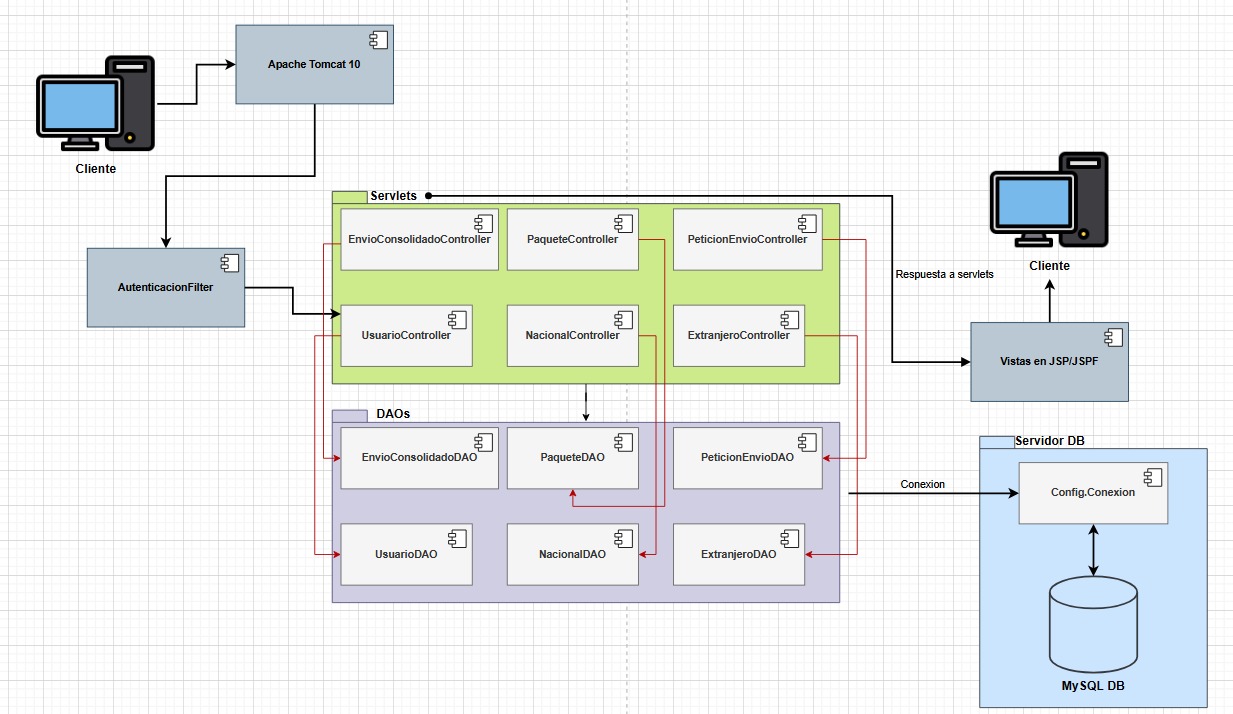 Apache Tomcat 10
Cliente
Servlets
EnvioConsolidadoController
PaqueteController
PeticionEnvioController
Cliente
Respuesta a servlets
AutenticacionFilter
UsuarioController
NacionalController
ExtranjeroController
Vistas en JSP/JSPF
DAOs
Servidor DB
EnvioConsolidadoDAO
PaqueteDAO
PeticionEnvioDAO
Conexion
Config.Conexion
UsuarioDAO
NacionalDAO
ExtranjeroDAO
MySQL DB